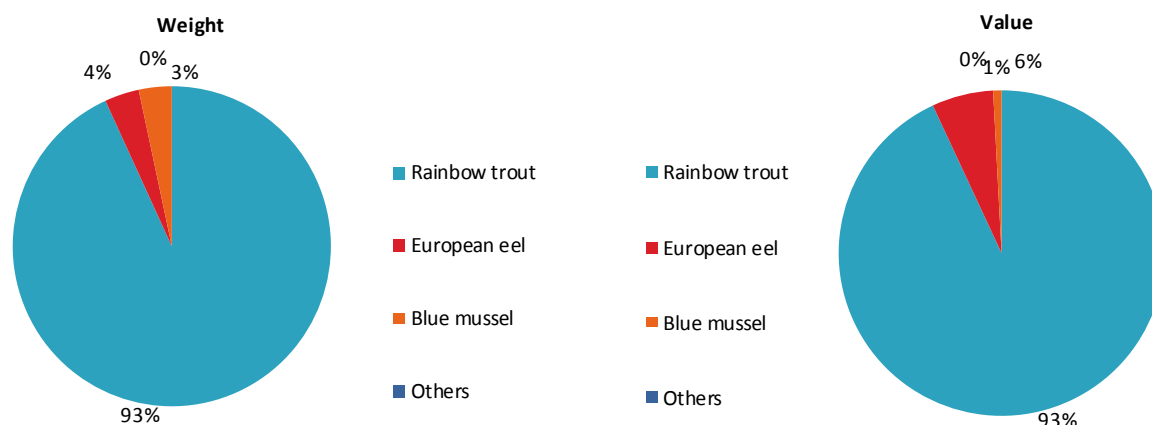 Weight
4%
0%
3%
93%
Rainbow trout
European eel
Blue mussel
Others
Value
0%
1%
6%
93%
Rainbow trout
European eel
Blue mussel
Others